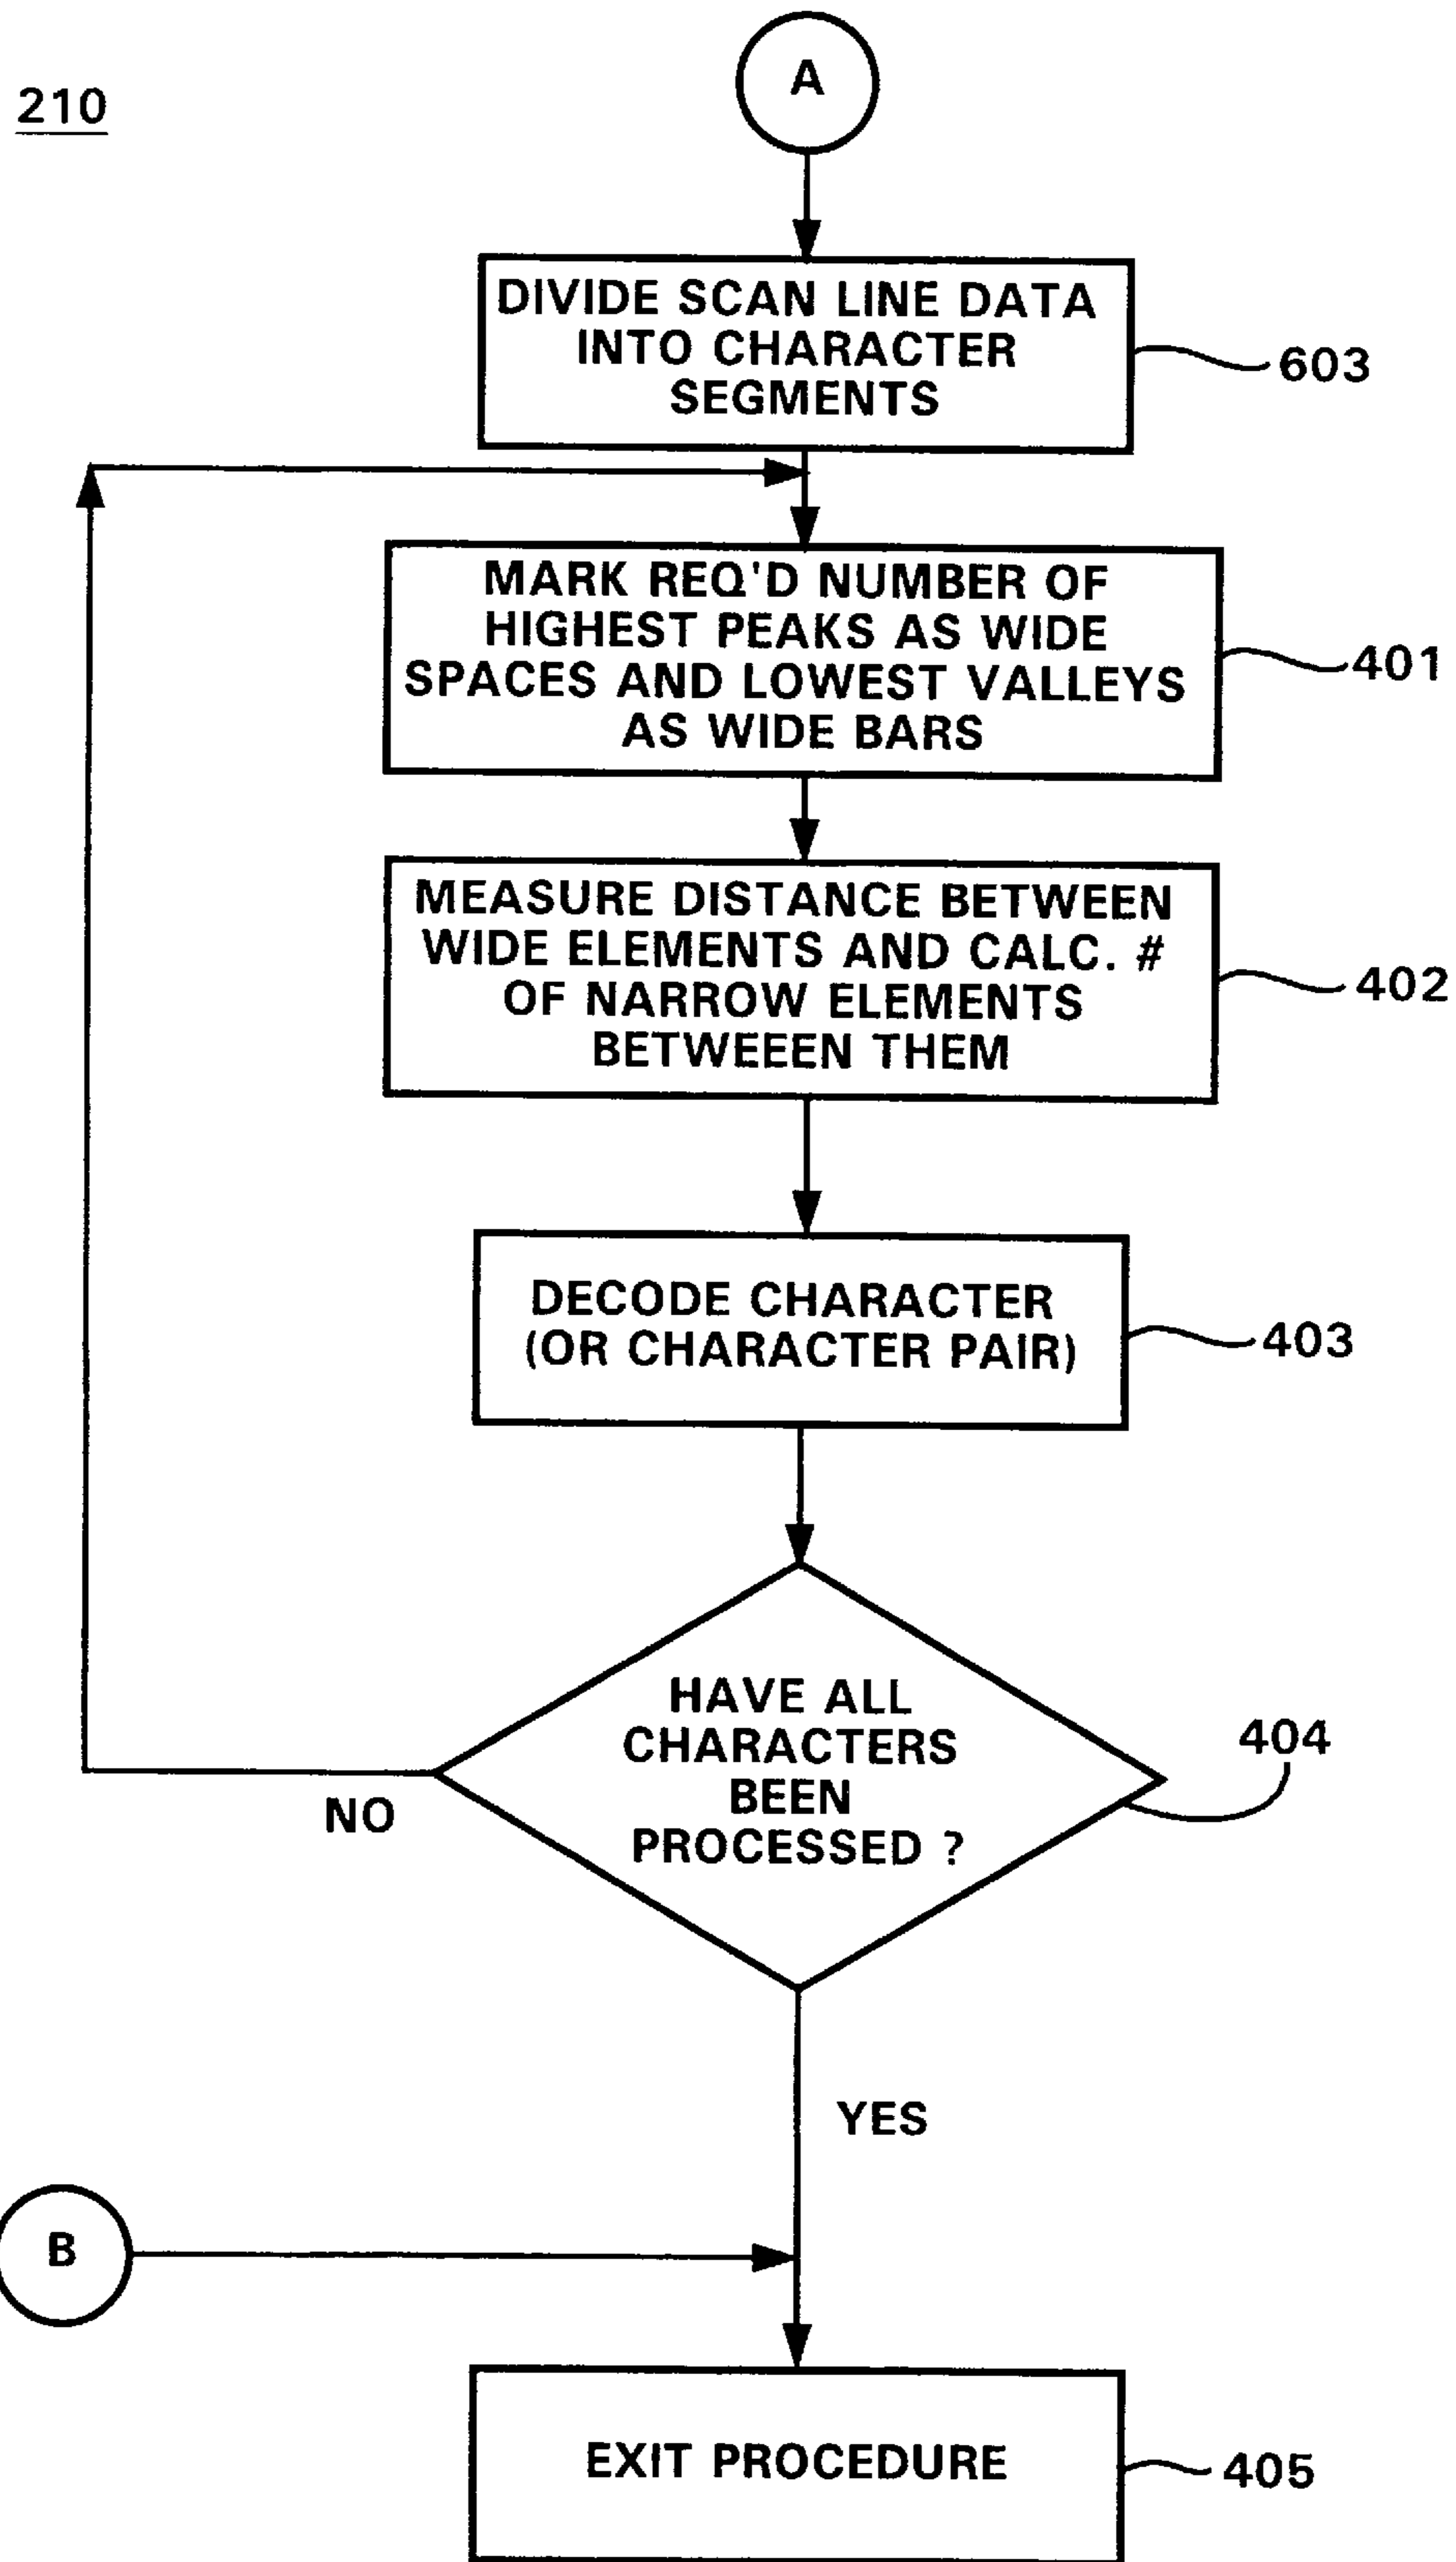 A
210
DIVIDE SCAN LINE DATA
INTO CHARACTER
SEGMENTS
603
MARK REQ'D NUMBER OF
HIGHEST PEAKS AS WIDE
SPACES AND LOWEST VALLEYS
AS WIDE BARS
401
MEASURE DISTANCE BETWEEN
WIDE ELEMENTS AND CALC. #
OF NARROW ELEMENTS
BETWEEEN THEM
402
DECODE CHARACTER
(OR CHARACTER PAIR)
403
HAVE ALL
CHARACTERS
BEEN
PROCESSED ?
404
NO
YES
B
EXIT PROCEDURE
405